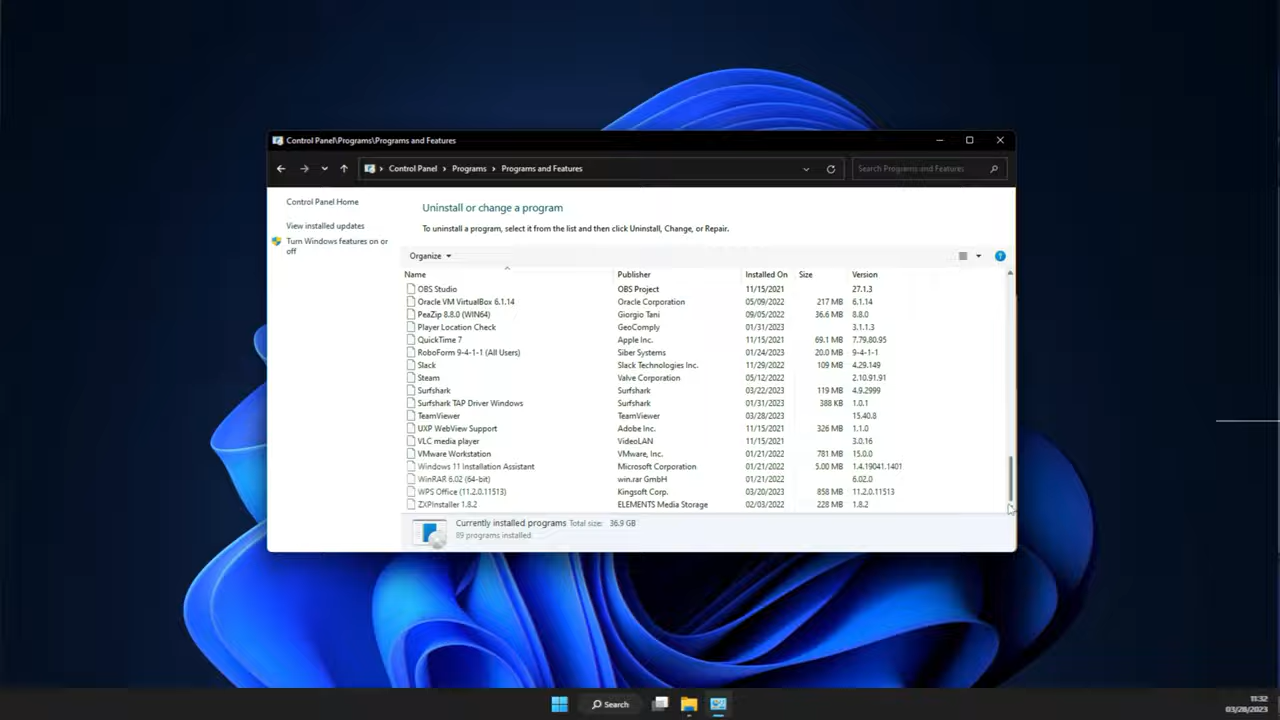 Control Panel\Programs\Programs and Features
Control Panel > Programs > Programs and Features
Search Programs and Features
Control Panel Home
View installed updates
Turn Windows features on or
off
Uninstall or change a program
To uninstall a program, select it from the list and then click Uninstall, Change, or Repair.
Organize
Name Publisher Installed On Size Version
OBS Studio OBS Project 11/15/2021 27.1.3
Oracle VM VirtualBox 6.1.14 Oracle Corporation 05/09/2022 217 MB 6.1.14
PeaZip 8.8.0 (WIN64) Giorgio Tani 09/05/2022 36.6 MB 8.8.0
Player Location Check GeoComply 01/31/2023 3.1.1.3
QuickTime 7 Apple Inc. 11/15/2021 69.1 MB 7.79.80.95
RoboForm 9-4-1-1 (All Users) Siber Systems 01/24/2023 20.0 MB 9-4-1-1
Slack Slack Technologies Inc. 11/29/2022 109 MB 4.29.149
Steam Valve Corporation 05/12/2022 2.10.91.91
Surfshark Surfshark 03/22/2023 119 MB 4.9.2999
Surfshark TAP Driver Windows Surfshark 01/31/2023 388 KB 1.0.1
TeamViewer TeamViewer 03/28/2023 15.40.8
UXP WebView Support Adobe Inc. 11/15/2021 326 MB 1.1.0
VLC media player VideoLAN 11/15/2021 3.0.16
VMware Workstation VMware, Inc. 01/21/2022 781 MB 15.0.0
Windows 11 Installation Assistant Microsoft Corporation 01/21/2022 5.00 MB 1.4.19041.1401
WinRAR 6.02 (64-bit) win.rar GmbH 01/21/2022 6.02.0
WPS Office (11.2.0.11513) Kingsoft Corp. 03/20/2023 858 MB 11.2.0.11513
ZXPInstaller 1.8.2 ELEMENTS Media Storage 02/03/2022 228 MB 1.8.2
Currently installed programs Total size: 36.9 GB
89 programs installed
Search
11:32
03/28/2023